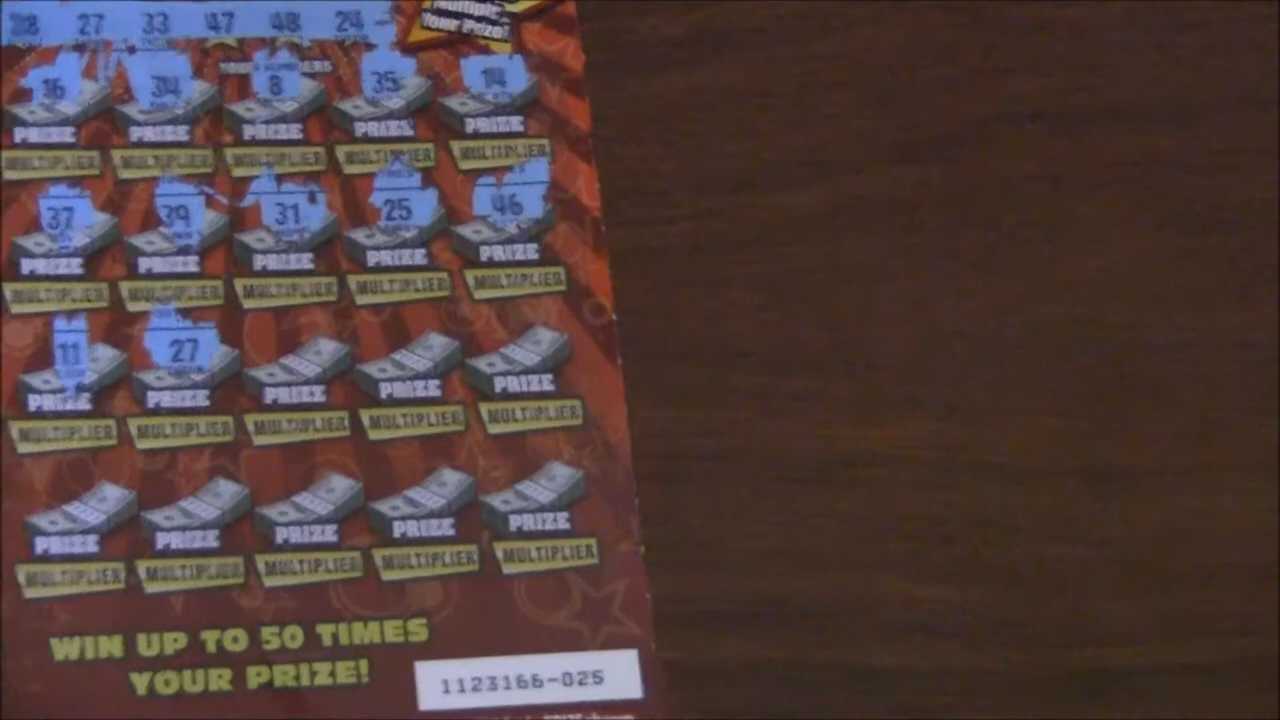 28 27 33 47 48 24
Multiply
Your Prize!
16 34 8 35 14
PRIZE PRIZE PRIZE PRIZE PRIZE
MULTIPLIER MULTIPLIER MULTIPLIER MULTIPLIER MULTIPLIER
37 39 31 25 46
PRIZE PRIZE PRIZE PRIZE PRIZE
MULTIPLIER MULTIPLIER MULTIPLIER MULTIPLIER MULTIPLIER
11 27
PRIZE PRIZE PRIZE PRIZE PRIZE
MULTIPLIER MULTIPLIER MULTIPLIER MULTIPLIER MULTIPLIER
PRIZE PRIZE PRIZE PRIZE PRIZE
MULTIPLIER MULTIPLIER MULTIPLIER MULTIPLIER MULTIPLIER
WIN UP TO 50 TIMES
YOUR PRIZE!
1123166-025